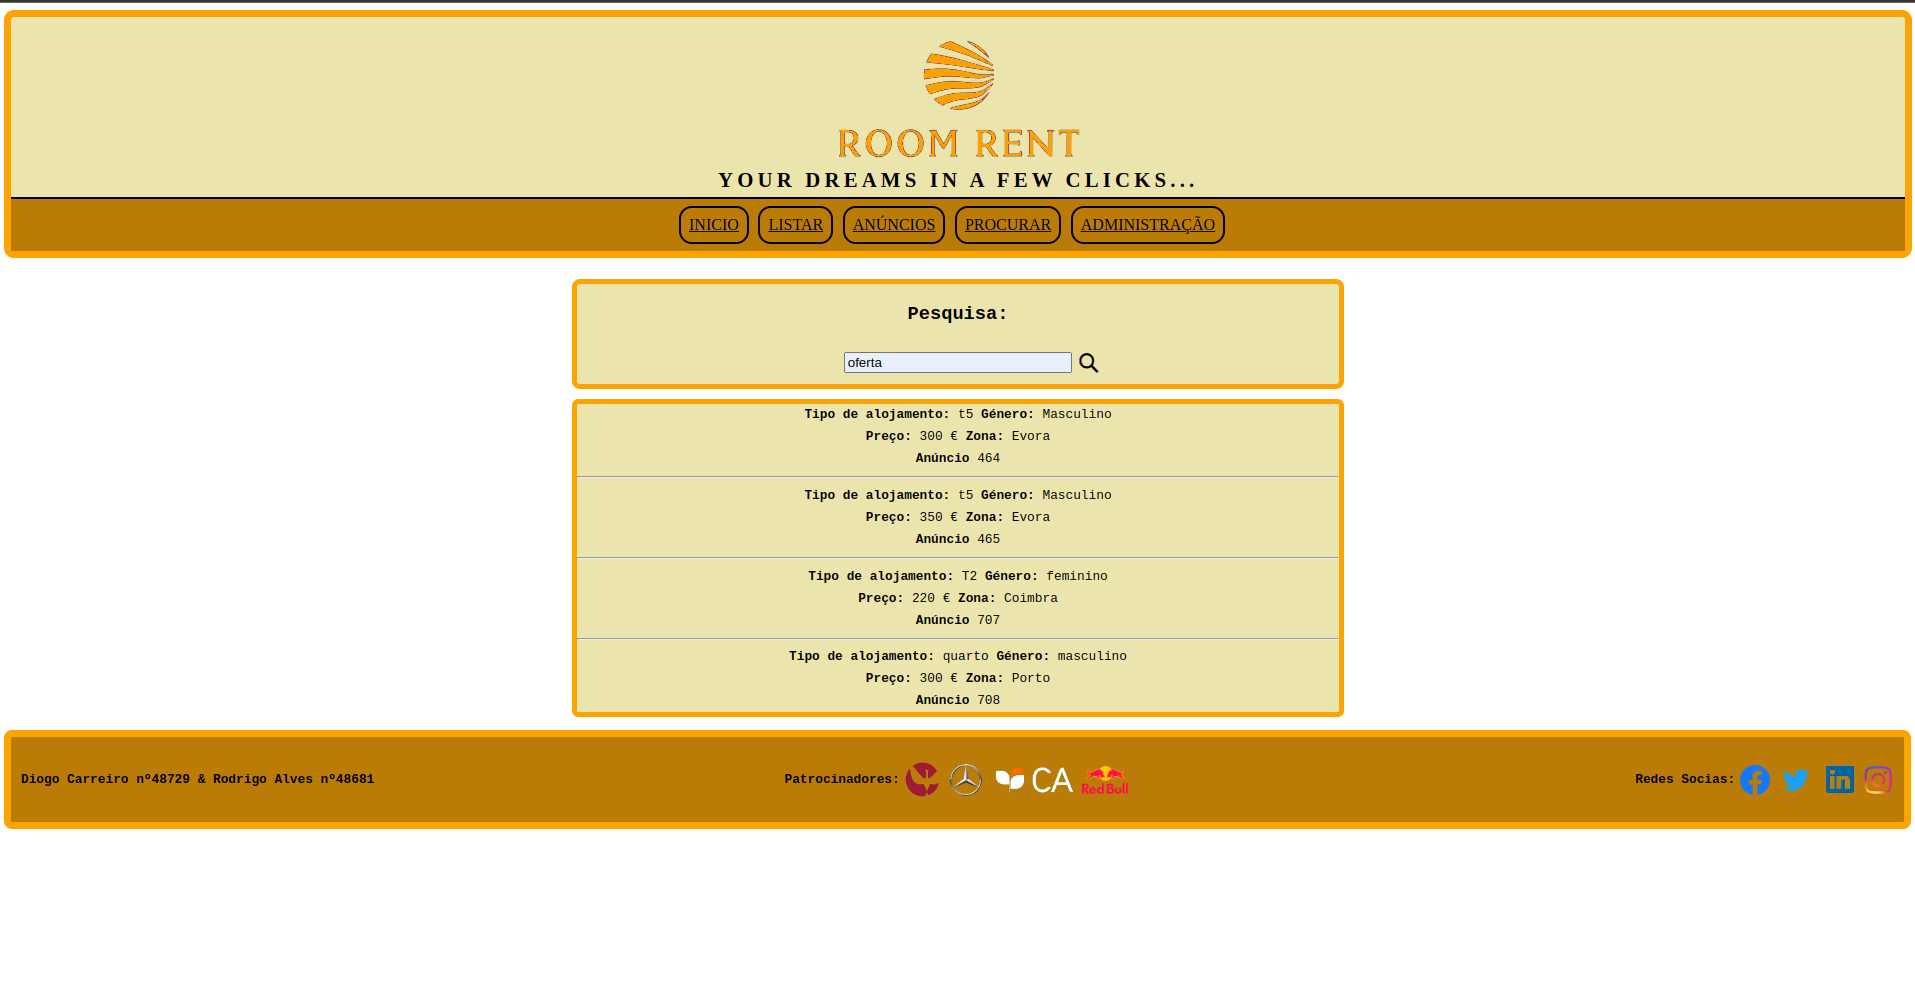 ROOM RENT
YOUR DREAMS IN A FEW CLICKS...
INICIO LISTAR ANÚNCIOS PROCURAR ADMINISTRAÇÃO
Pesquisa:
oferta
Tipo de alojamento: t5 Género: Masculino
Preço: 300 € Zona: Evora
Anúncio 464
Tipo de alojamento: t5 Género: Masculino
Preço: 350 € Zona: Evora
Anúncio 465
Tipo de alojamento: T2 Género: feminino
Preço: 220 € Zona: Coimbra
Anúncio 707
Tipo de alojamento: quarto Género: masculino
Preço: 300 € Zona: Porto
Anúncio 708
Diogo Carreiro nº48729 & Rodrigo Alves nº48681 Patrocinadores: CA Red Bull Redes Socias: in